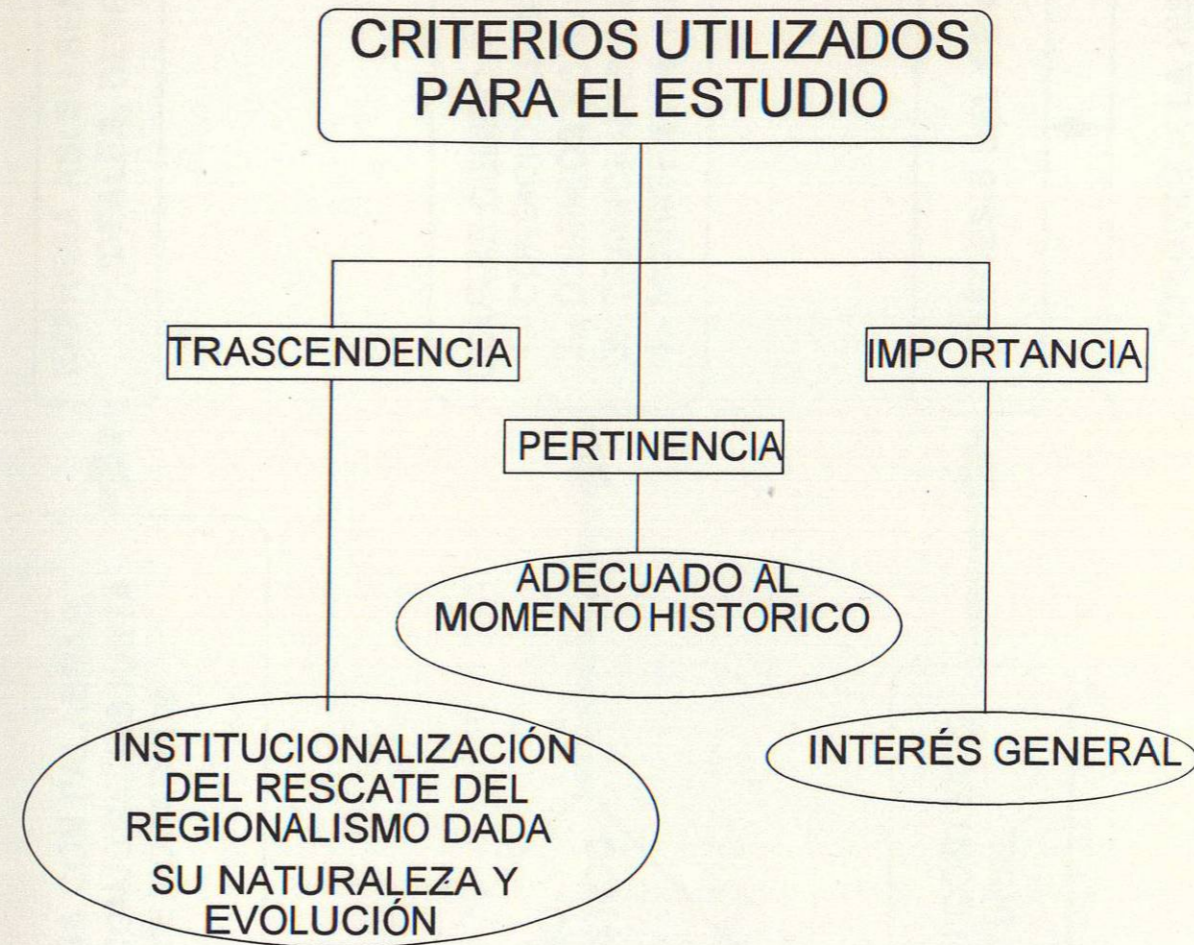 CRITERIOS UTILIZADOS
PARA EL ESTUDIO
TRASCENDENCIA
IMPORTANCIA
PERTINENCIA
ADECUADO AL
MOMENTO HISTORICO
INSTITUCIONALIZACIÓN
DEL RESCATE DEL
REGIONALISMO DADA
SU NATURALEZA Y
EVOLUCIÓN
INTERÉS GENERAL